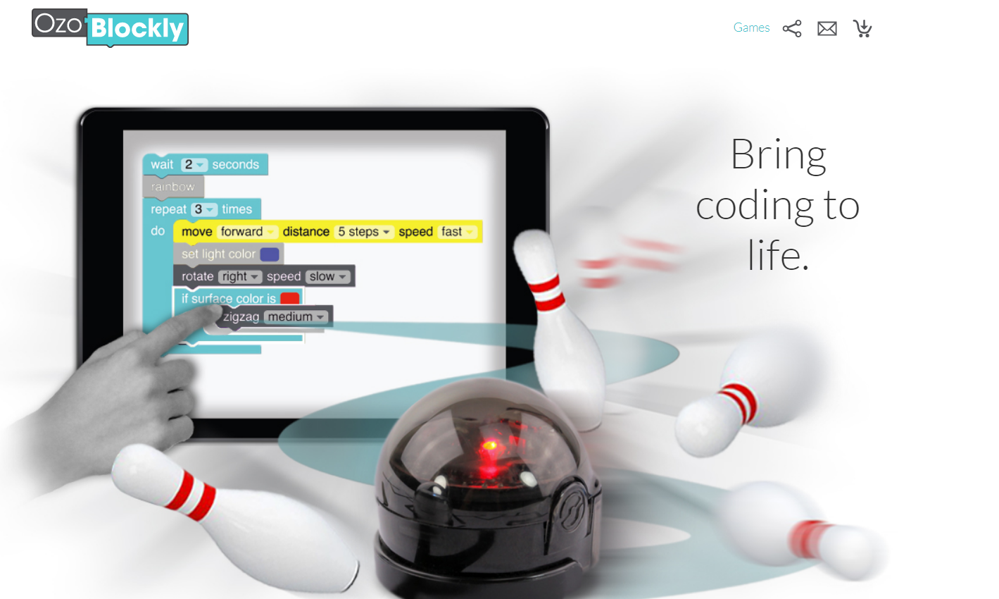 Ozo Blockly
Games
Bring
coding to
life.
wait 2 seconds
rainbow
repeat 3 times
do move forward distance 5 steps speed fast
set light color
rotate right speed slow
if surface color is
zigzag medium